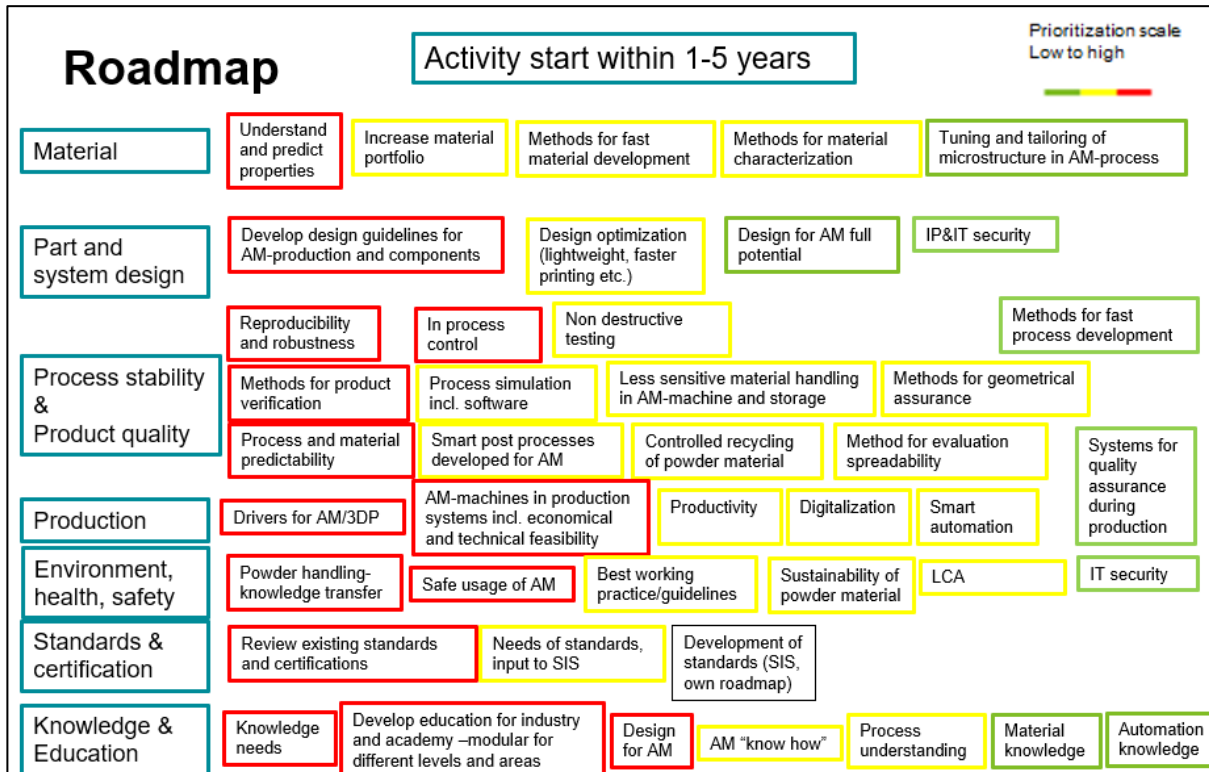 Roadmap
Activity start within 1-5 years
Prioritization scale
Low to high
Material
Understand
and predict
properties
Increase material
portfolio
Methods for fast
material development
Methods for material
characterization
Tuning and tailoring of
microstructure in AM-process
Part and
system design
Develop design guidelines for
AM-production and components
Design optimization
(lightweight, faster
printing etc.)
Design for AM full
potential
IP&IT security
Process stability
&
Product quality
Reproducibility
and robustness
In process
control
Non destructive
testing
Methods for fast
process development
Methods for product
verification
Process simulation
incl. software
Less sensitive material handling
in AM-machine and storage
Methods for geometrical
assurance
Process and material
predictability
Smart post processes
developed for AM
Controlled recycling
of powder material
Method for evaluation
spreadability
Systems for
quality
assurance
during
production
Production
Drivers for AM/3DP
AM-machines in production
systems incl. economical
and technical feasibility
Productivity
Digitalization
Smart
automation
Environment,
health, safety
Powder handling-
knowledge transfer
Safe usage of AM
Best working
practice/guidelines
Sustainability of
powder material
LCA
IT security
Standards &
certification
Review existing standards
and certifications
Needs of standards,
input to SIS
Development of
standards (SIS,
own roadmap)
Knowledge &
Education
Knowledge
needs
Develop education for industry
and academy –modular for
different levels and areas
Design
for AM
AM “know how”
Process
understanding
Material
knowledge
Automation
knowledge